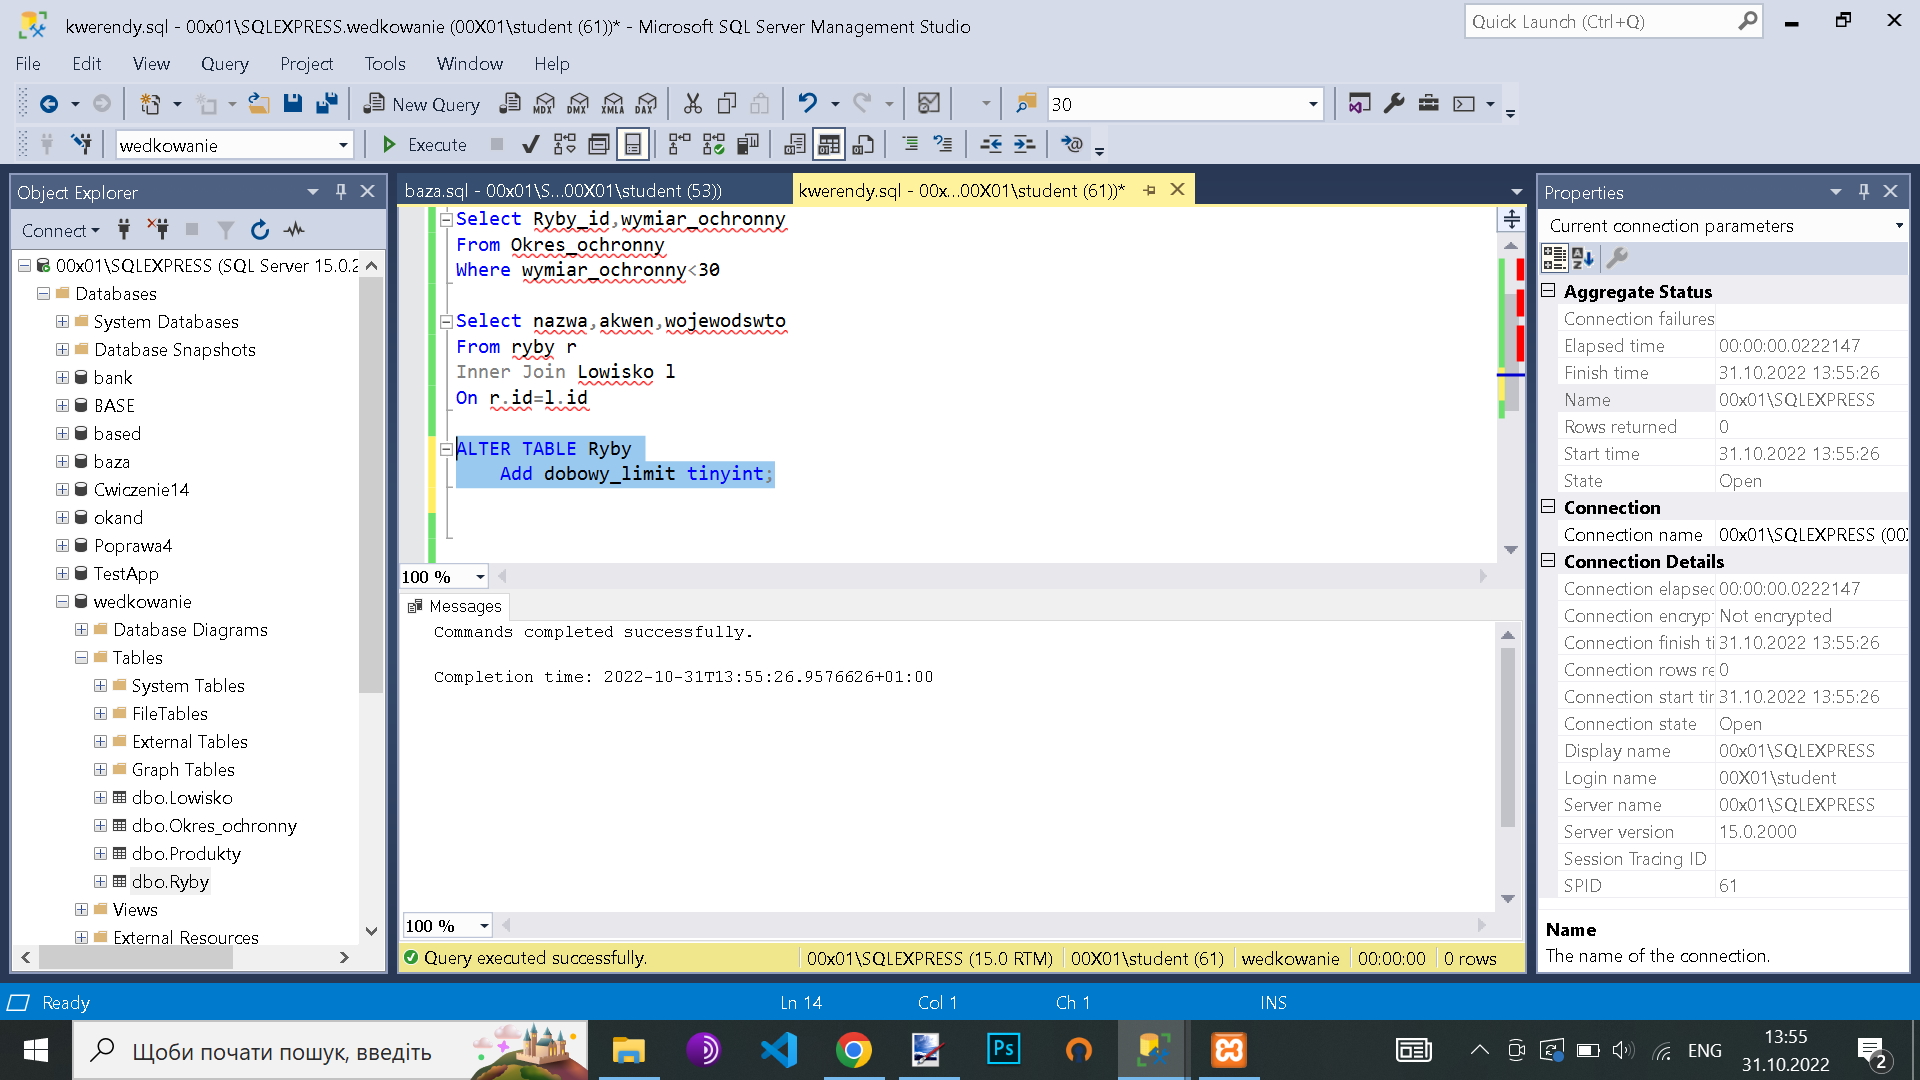 kwerendy.sql - 00x01\SQLEXPRESS.wedkowanie (00X01\student (61))* - Microsoft SQL Server Management Studio
Quick Launch (Ctrl+Q)
File Edit View Query Project Tools Window Help
New Query
MDX DMX XMLA DAX
30
wedkowanie
Execute
Object Explorer
Connect
00x01\SQLEXPRESS (SQL Server 15.0.2
Databases
System Databases
Database Snapshots
bank
BASE
based
baza
Cwiczenie14
okand
Poprawa4
TestApp
wedkowanie
Database Diagrams
Tables
System Tables
FileTables
External Tables
Graph Tables
dbo.Lowisko
dbo.Okres_ochronny
dbo.Produkty
dbo.Ryby
Views
External Resources
baza.sql - 00x01\S...00X01\student (53))
kwerendy.sql - 00x...00X01\student (61))*
Select Ryby_id,wymiar_ochronny
From Okres_ochronny
Where wymiar_ochronny<30
Select nazwa,akwen,wojewodswto
From ryby r
Inner Join Lowisko l
On r.id=l.id
ALTER TABLE Ryby
Add dobowy_limit tinyint;
100 %
Messages
Commands completed successfully.
Completion time: 2022-10-31T13:55:26.9576626+01:00
100 %
Query executed successfully.
00x01\SQLEXPRESS (15.0 RTM)
00X01\student (61)
wedkowanie
00:00:00
0 rows
Properties
Current connection parameters
Aggregate Status
Connection failures
Elapsed time 00:00:00.0222147
Finish time 31.10.2022 13:55:26
Name 00x01\SQLEXPRESS
Rows returned 0
Start time 31.10.2022 13:55:26
State Open
Connection
Connection name 00x01\SQLEXPRESS (00
Connection Details
Connection elapsec 00:00:00.0222147
Connection encryp Not encrypted
Connection finish ti 31.10.2022 13:55:26
Connection rows re 0
Connection start tir 31.10.2022 13:55:26
Connection state Open
Display name 00x01\SQLEXPRESS
Login name 00X01\student
Server name 00x01\SQLEXPRESS
Server version 15.0.2000
Session Tracing ID
SPID 61
Name
The name of the connection.
Ready
Ln 14
Col 1
Ch 1
INS
Щоби почати пошук, введіть
Ps
ENG
13:55
31.10.2022
2